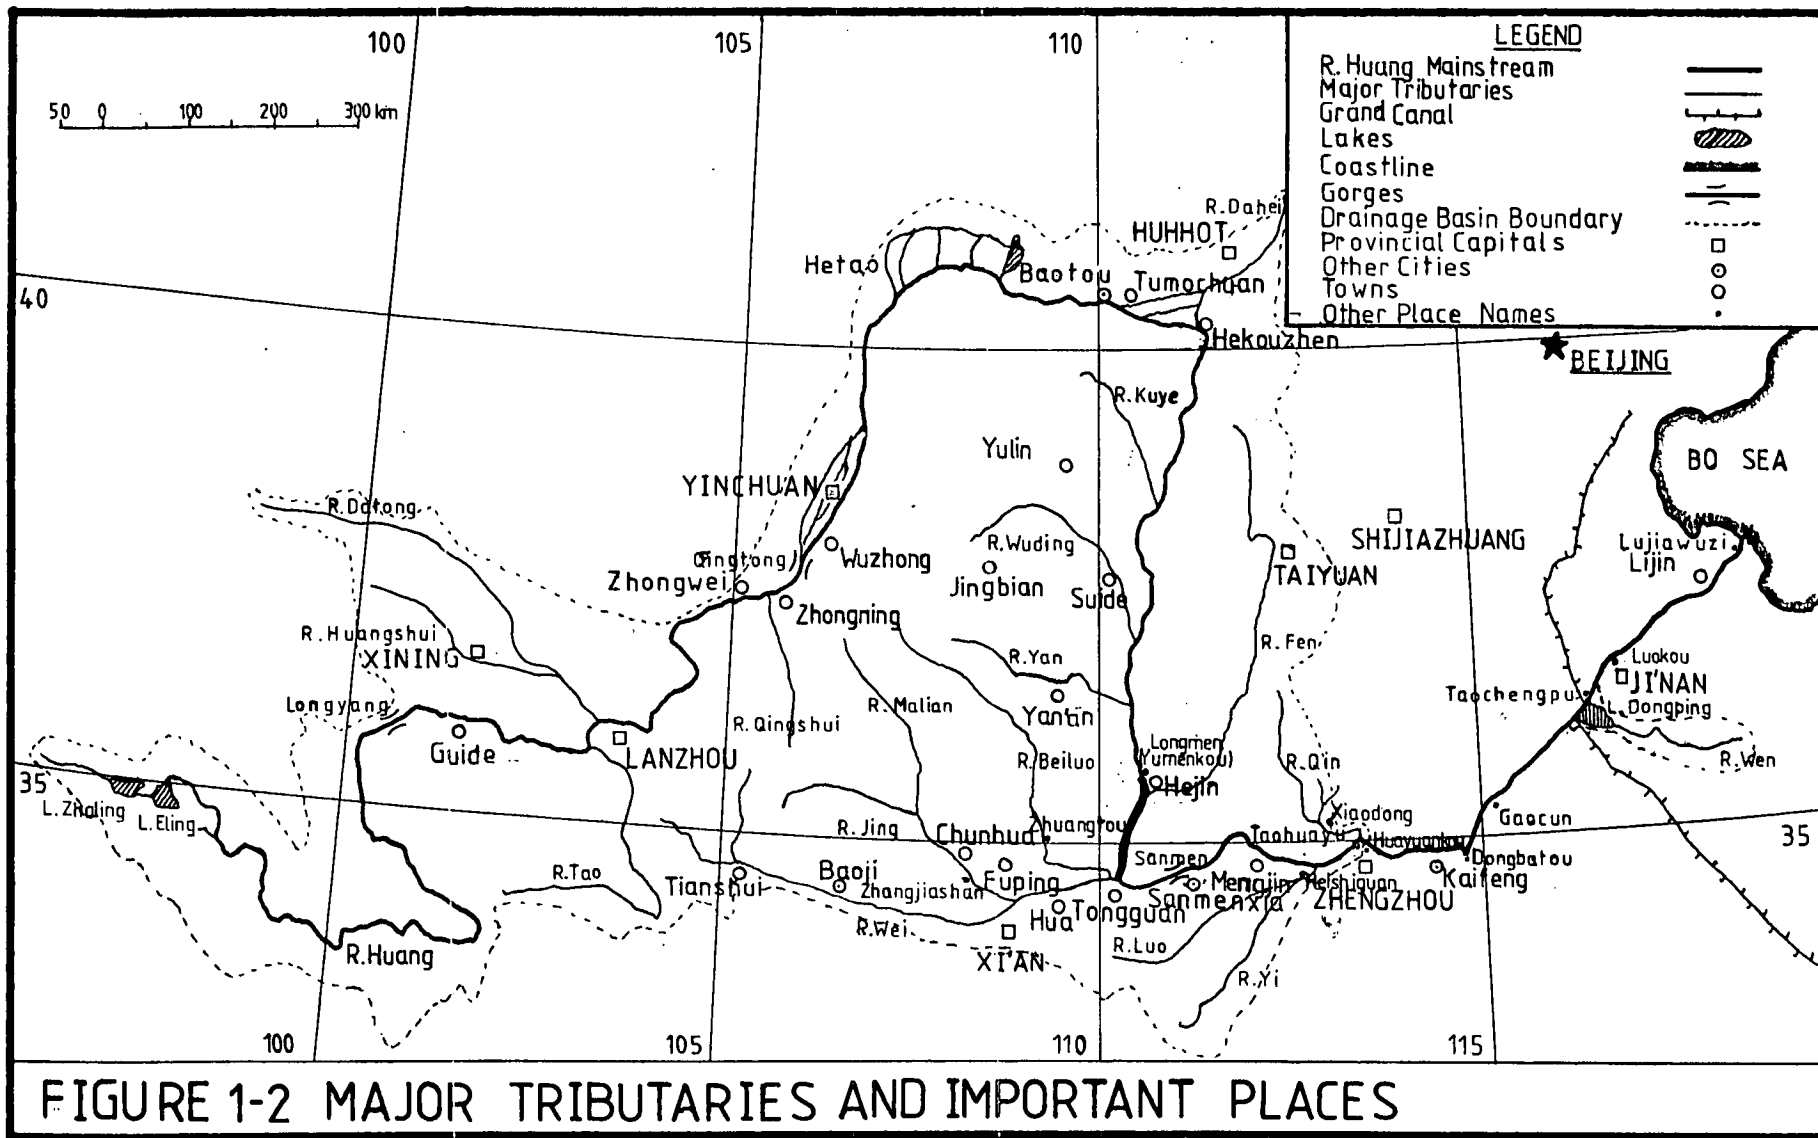 100
105
110
50 0 100 200 300 km
LEGEND
R. Huang Mainstream
Major Tributaries
Grand Canal
Lakes
Coastline
Gorges
Drainage Basin Boundary
Provincial Capitals
Other Cities
Towns
Other Place Names
R. Dahei
HUHHOT
Hetao
Baotou
Tumochuan
40
Hekouzhen
BEIJING
R. Kuye
Yulin
BO SEA
YINCHUAN
R. Datong
SHIJIAZHUANG
R. Wuding
Lujiawuzi
Lijin
Wuzhong
Zhongwei
Jingbian
Suide
TAIYUAN
Zhongning
R. Huangshui
XINING
R. Yan
R. Fen
Luokou
JI'NAN
Taochengpu
L. Dongping
Longyang
R. Qingshui
R. Malian
Yan'an
Guide
LANZHOU
R. Beiluo
Longmen
(Yumenkou)
Hejin
R. Qin
R. Wen
35
L. Zhaling
L. Eling
R. Jing
Chunhua
Zhuangtou
Taohuayu
Xiaodong
Huayuankou
Gaocun
35
Sanmen
Dongbatou
R. Tao
Tianshui
Baoji
Zhangjiashan
Fuping
Mengjin
Heishiguan
Kaifeng
Sanmenxia
ZHENGZHOU
Hua
Tongguan
R. Wei
R. Huang
XI'AN
R. Luo
R. Yi
100
105
110
115
FIGURE 1-2 MAJOR TRIBUTARIES AND IMPORTANT PLACES